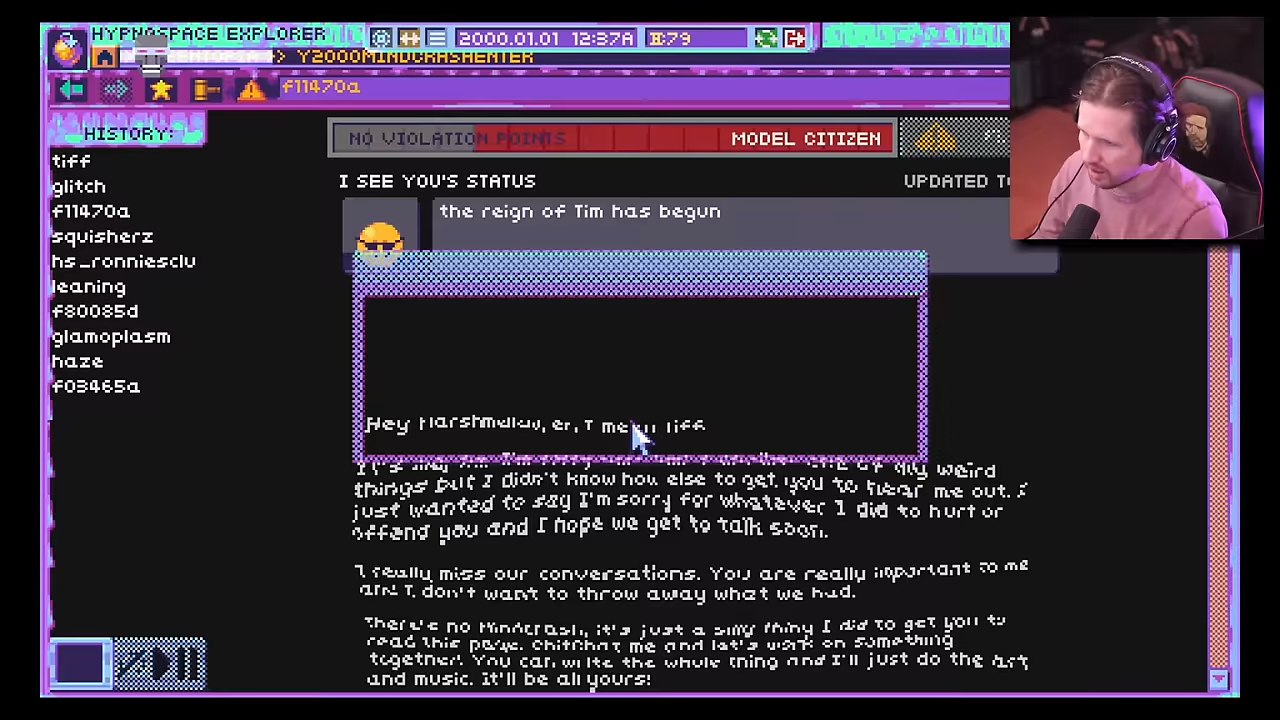 HYPNOSPACE EXPLORER
2000.01.01 12:37A
79
> Y2000MINDCRASHENTER
f11470a
HISTORY:
NO VIOLATION POINTS
MODEL CITIZEN
I SEE YOU'S STATUS
UPDATED
tiff
glitch
f11470a
squisherz
hs_ronniesclu
leaning
f80085d
glamoplasm
haze
f03465a
the reign of Tim has begun
Hey Marshmallow, er, I mean Tiff
weird
things but I didn't know how else to get you to hear me out. I
just wanted to say I'm sorry for whatever I did to hurt or
offend you and I hope we get to talk soon.
I really miss our conversations. You are really important to me
and I don't want to throw away what we had.
There's no Mindcrash, it's just a silly thing I did to get you to
read this page. Chitchat me and let's work on something
together. You can write the whole thing and I'll just do the art
and music. It'll be all yours!